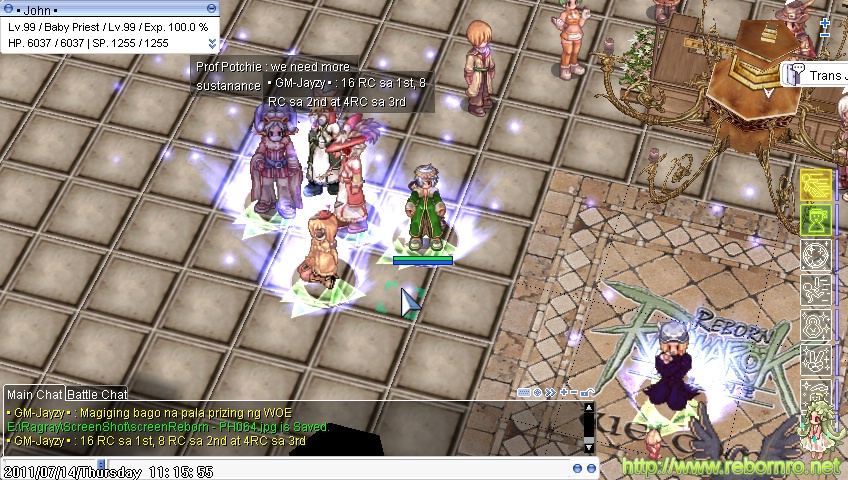 • John •
Lv.99 / Baby Priest / Lv.99 / Exp. 100.0 %
HP. 6037 / 6037 | SP. 1255 / 1255
Prof Potchie : we need more
sustanance
• GM-Jayzy • : 16 RC sa 1st, 8
RC sa 2nd at 4RC sa 3rd
Trans J
REBORN
RAGNAROK
Main Chat Battle Chat
• GM-Jayzy • : Magiging bago na pala prizing ng WOE
E:\Ragray\ScreenShot\screenReborn - PH064.jpg is Saved.
• GM-Jayzy • : 16 RC sa 1st, 8 RC sa 2nd at 4RC sa 3rd
2011/07/14/Thursday 11: 15: 55
http://www.rebornro.net